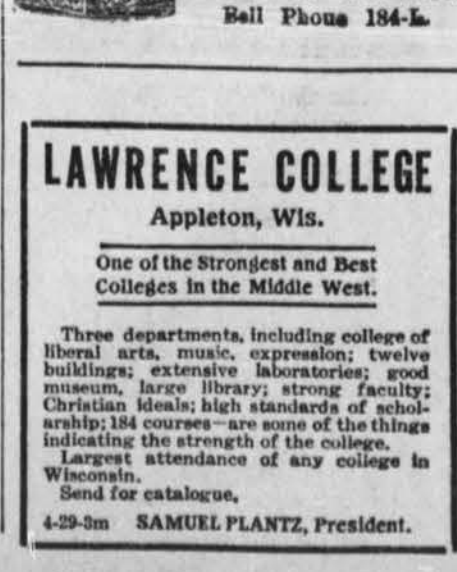 Bell Phone 184-L.
LAWRENCE COLLEGE
Appleton, Wis.
One of the Strongest and Best
Colleges in the Middle West.
Three departments, including college of
liberal arts, music, expression; twelve
buildings; extensive laboratories; good
museum, large library; strong faculty;
Christian ideals; high standards of schol-
arship; 184 courses—are some of the things
indicating the strength of the college.
Largest attendance of any college in
Wisconsin.
Send for catalogue.
4-29-3m SAMUEL PLANTZ, President.